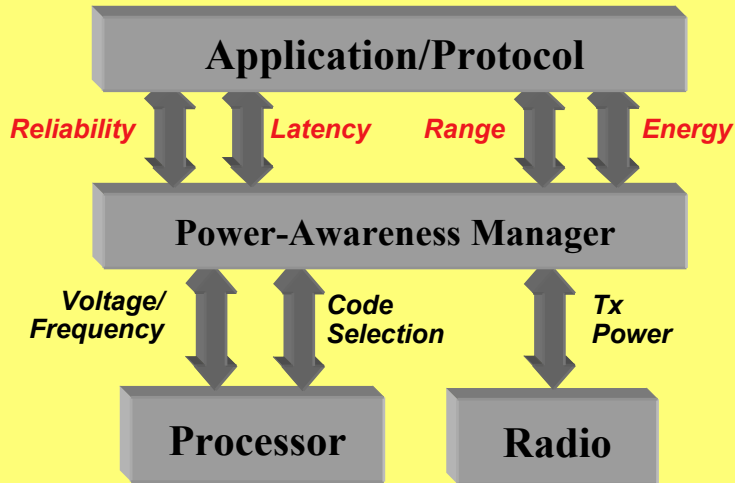 Application/Protocol
Reliability
Latency
Range
Energy
Power-Awareness Manager
Voltage/
Frequency
Code
Selection
Tx
Power
Processor
Radio